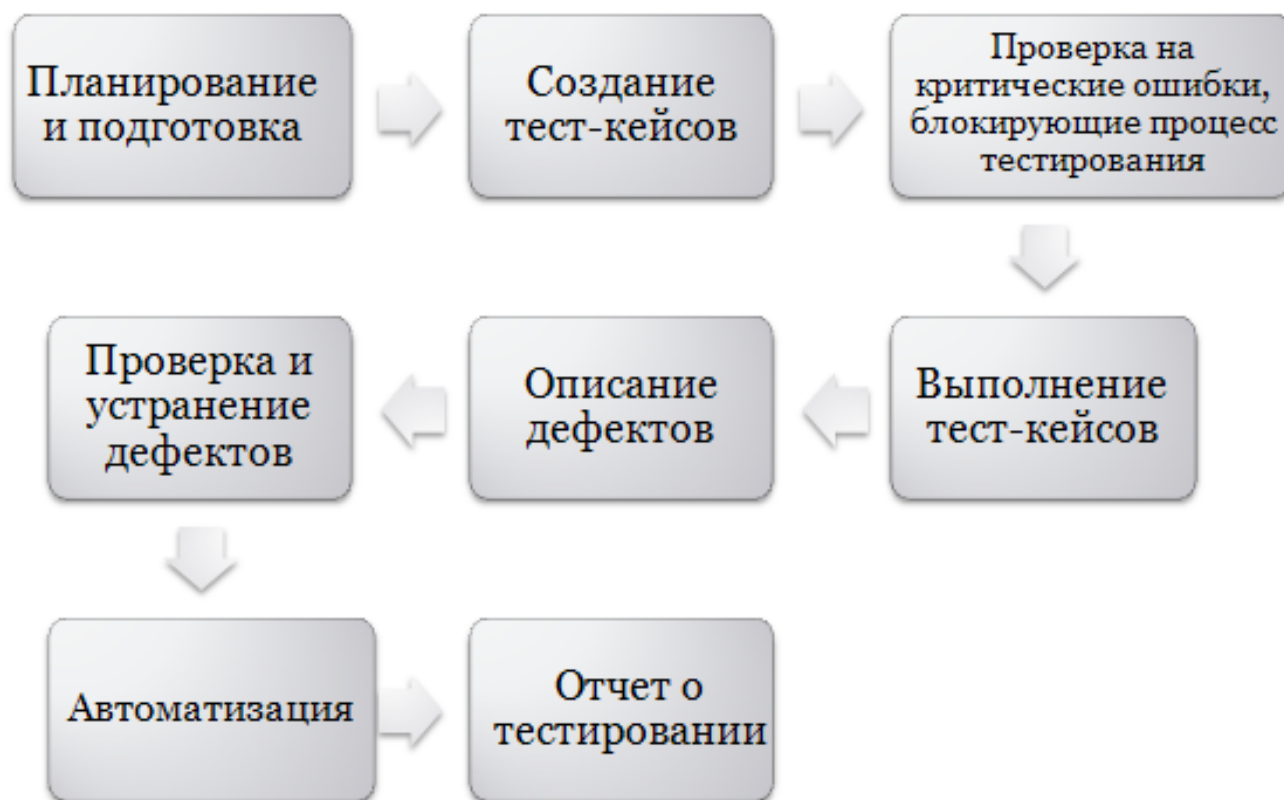 Планирование
и подготовка
Создание
тест-кейсов
Проверка на
критические ошибки,
блокирующие процесс
тестирования
Выполнение
тест-кейсов
Описание
дефектов
Проверка и
устранение
дефектов
Автоматизация
Отчет о
тестировании